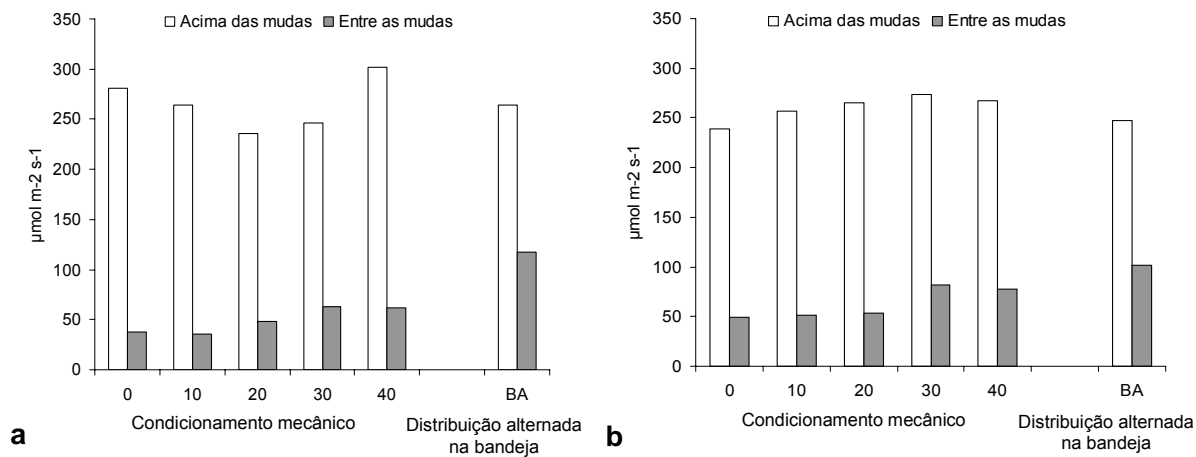 Acima das mudas Entre as mudas
350
300
250
200
150
100
50
0
µmol m-2 s-1
0 10 20 30 40 BA
Condicionamento mecânico
Distribuição alternada
na bandeja
a
Acima das mudas Entre as mudas
350
300
250
200
150
100
50
0
µmol m-2 s-1
0 10 20 30 40 BA
Condicionamento mecânico
Distribuição alternada
na bandeja
b